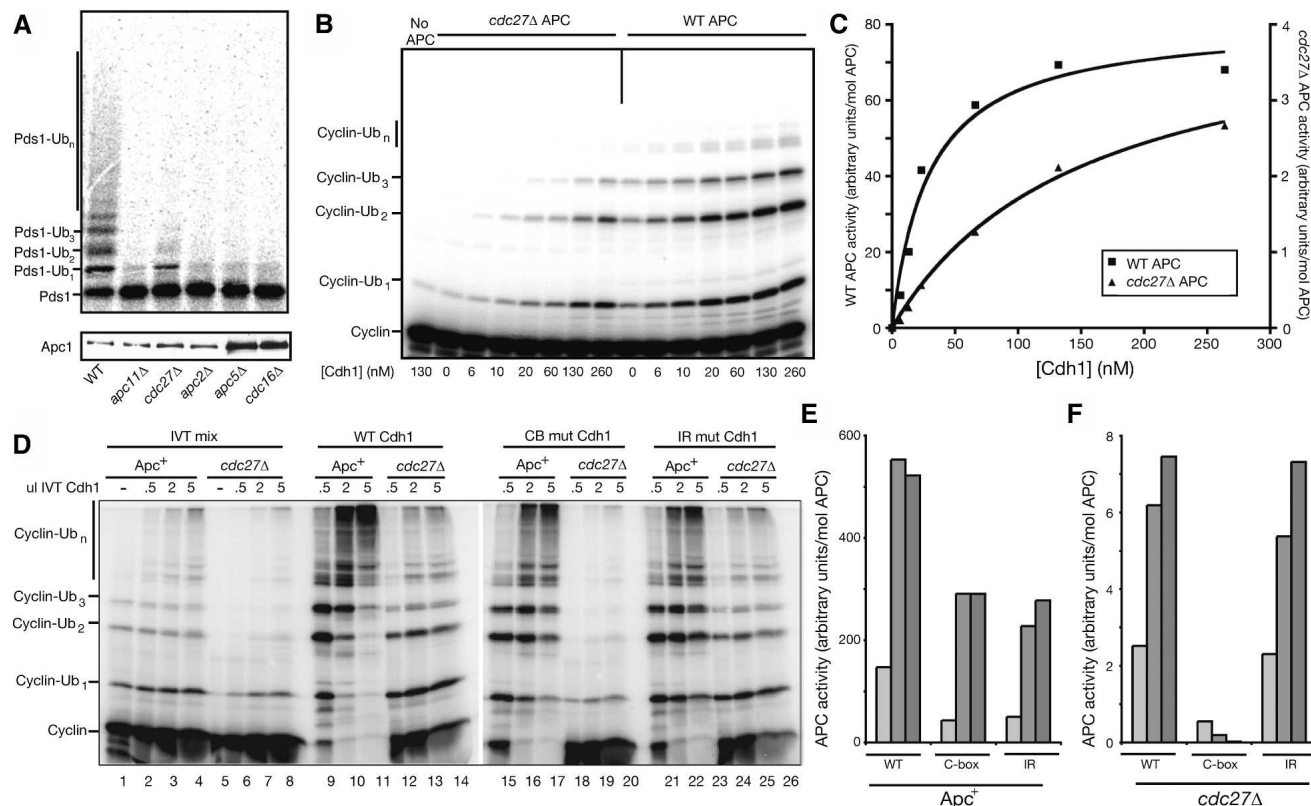 A
Pds1-Ubn
Pds1-Ub3
Pds1-Ub2
Pds1-Ub1
Pds1
Apc1
WT
apc11Δ
cdc27Δ
apc2Δ
apc5Δ
cdc16Δ
B
No APC
cdc27Δ APC
WT APC
Cyclin-Ub n
Cyclin-Ub3
Cyclin-Ub2
Cyclin-Ub1
Cyclin
[Cdh1] (nM) 130 0 6 10 20 60 130 260 0 6 10 20 60 130 260
C
WT APC activity (arbitrary units/mol APC)
80
60
40
20
0
cdc27Δ APC activity (arbitrary units/mol APC)
4
3
2
1
0
WT APC
cdc27Δ APC
0 50 100 150 200 250 300
[Cdh1] (nM)
D
IVT mix WT Cdh1 CB mut Cdh1 IR mut Cdh1
Apc+ cdc27Δ Apc+ cdc27Δ Apc+ cdc27Δ Apc+ cdc27Δ
ul IVT Cdh1 – .5 2 5 – .5 2 5 .5 2 5 .5 2 5 .5 2 5 .5 2 5 .5 2 5 .5 2 5
Cyclin-Ub n
Cyclin-Ub3
Cyclin-Ub2
Cyclin-Ub1
Cyclin
1 2 3 4 5 6 7 8 9 10 11 12 13 14 15 16 17 18 19 20 21 22 23 24 25 26
E
APC activity (arbitrary units/mol APC)
600
400
200
0
WT C-box IR
Apc+
F
APC activity (arbitrary units/mol APC)
8
6
4
2
0
WT C-box IR
cdc27Δ